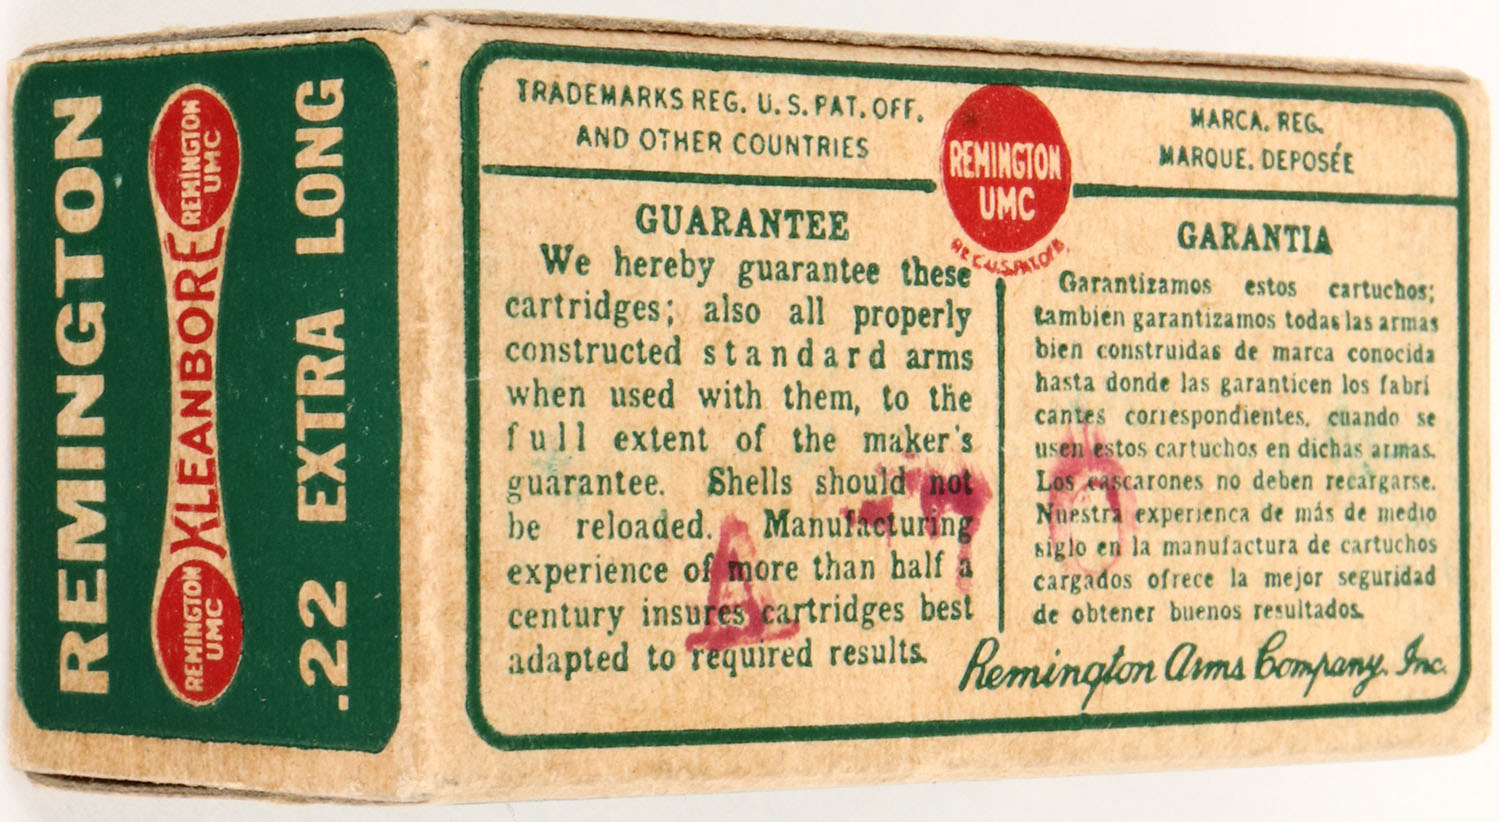 REMINGTON
REMINGTON
UMC
KLEANBORE
REMINGTON
UMC
.22 EXTRA LONG
TRADEMARKS REG. U.S. PAT. OFF.
AND OTHER COUNTRIES
REMINGTON
UMC
REG.U.S.PAT.OFF.
MARCA. REG.
MARQUE. DEPOSÉE
GUARANTEE
We hereby guarantee these
cartridges; also all properly
constructed standard arms
when used with them, to the
full extent of the maker's
guarantee. Shells should not
be reloaded. Manufacturing
experience of more than half a
century insures cartridges best
adapted to required results.
GARANTIA
Garantizamos estos cartuchos;
también garantizamos todas las armas
bien construidas de marca conocida
hasta donde las garanticen los fabri
cantes correspondientes, cuando se
usen estos cartuchos en dichas armas.
Los cascarones no deben recargarse.
Nuestra experienca de más de medio
siglo en la manufactura de cartuchos
cargados ofrece la mejor seguridad
de obtener buenos resultados.
Remington Arms Company, Inc.